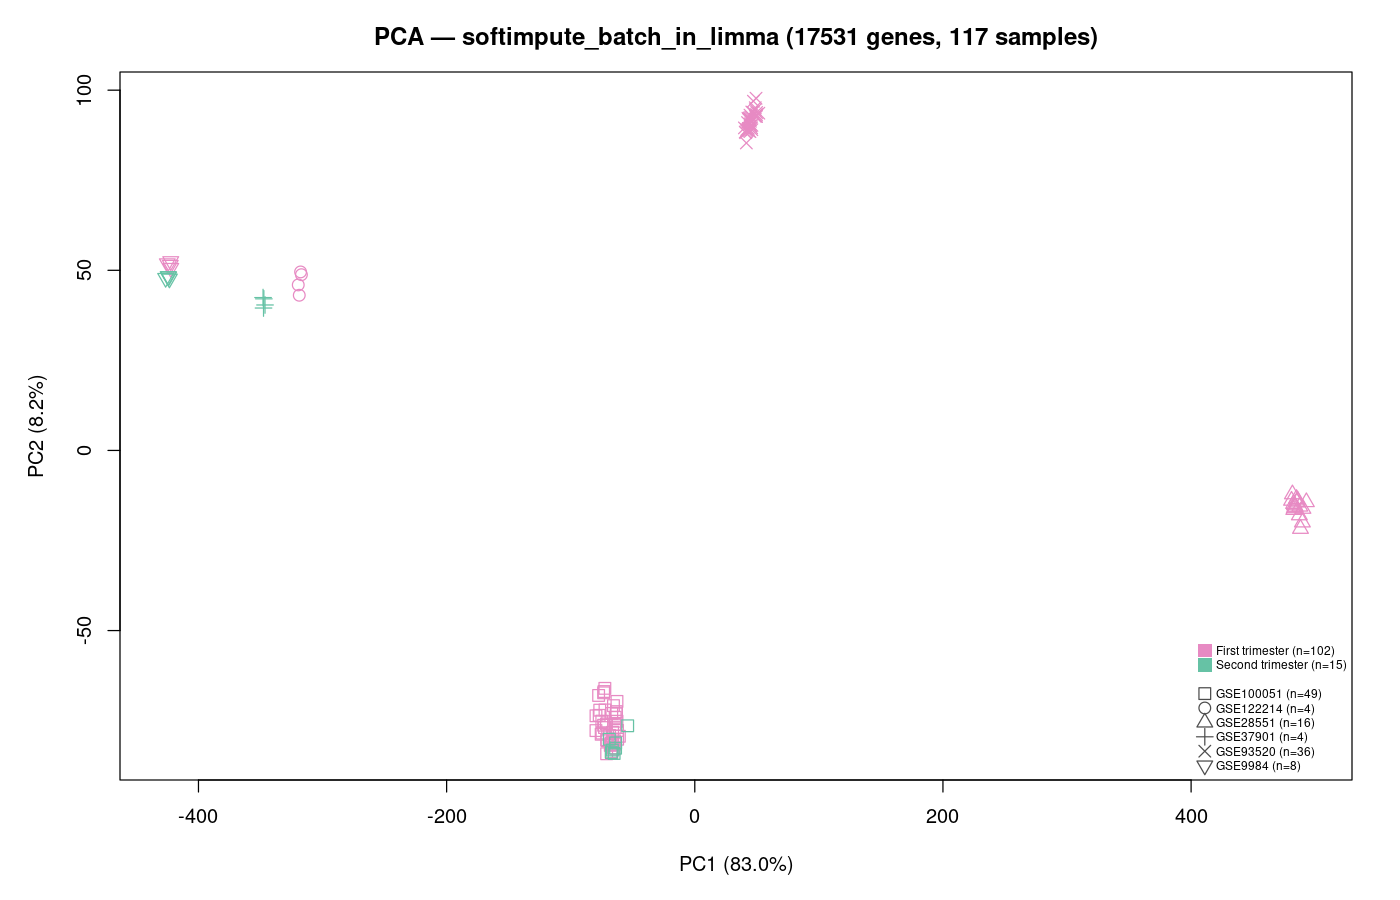 PCA — softimpute_batch_in_limma (17531 genes, 117 samples)
100
50
0
-50
PC2 (8.2%)
-400
-200
0
200
400
PC1 (83.0%)
First trimester (n=102)
Second trimester (n=15)
GSE100051 (n=49)
GSE122214 (n=4)
GSE28551 (n=16)
GSE37901 (n=4)
GSE93520 (n=36)
GSE9984 (n=8)